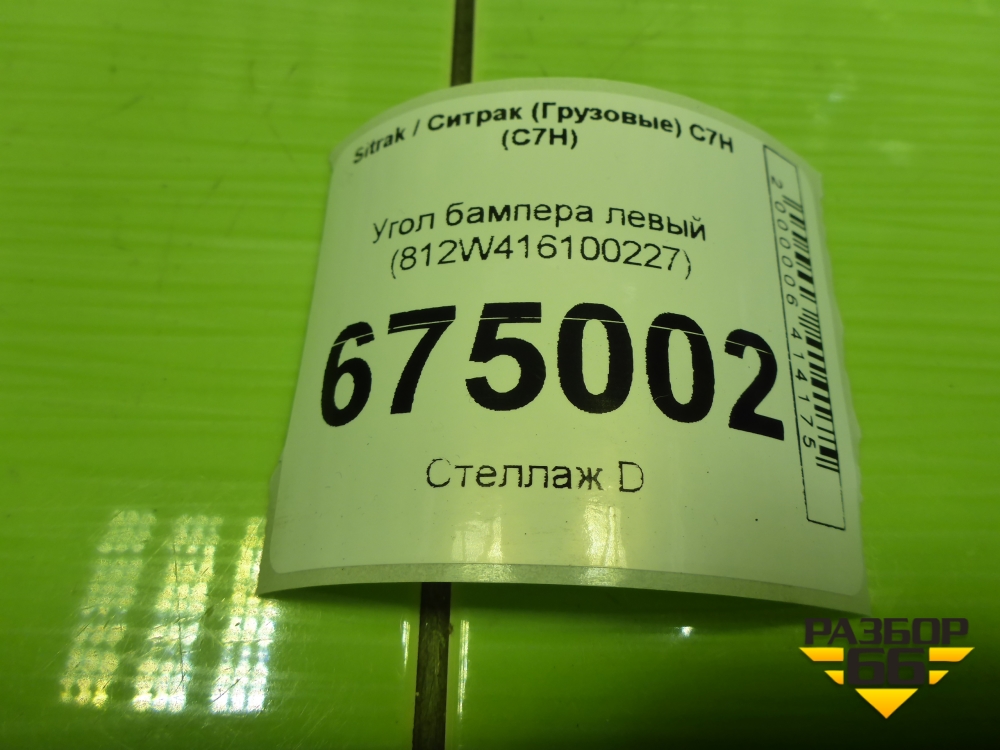 Sitrak / Ситрак (Грузовые) C7H
(C7H)
Угол бампера левый
(812W416100227)
675002
Стеллаж D
2000006414175
РАЗБОР
66